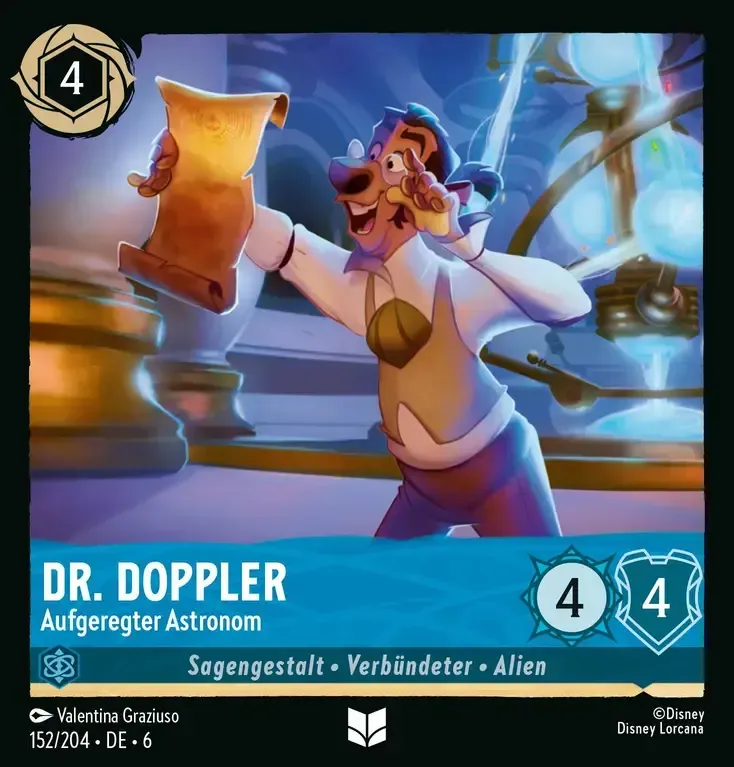 4
DR. DOPPLER
Aufgeregter Astronom
4
4
Sagengestalt • Verbündeter • Alien
Valentina Graziuso
©Disney
152/204 • DE • 6
Disney Lorcana